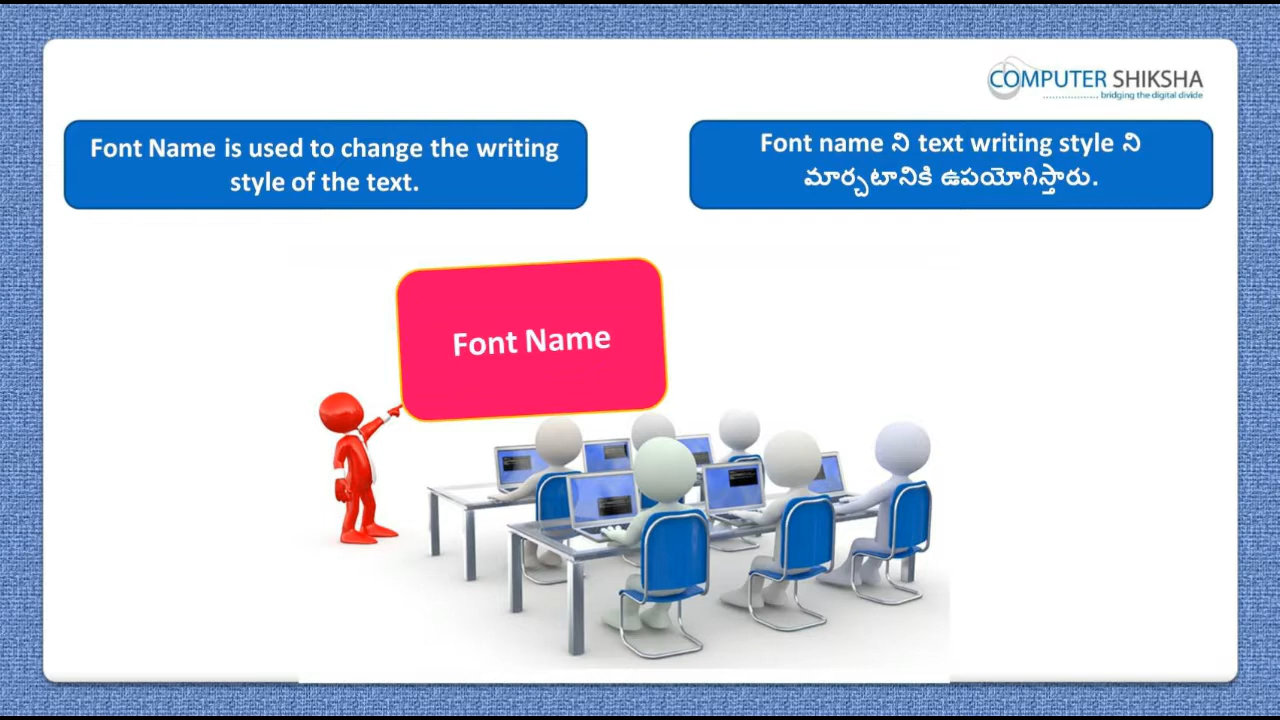 COMPUTER SHIKSHA
bridging the digital divide
Font Name is used to change the writing
style of the text.
Font name ని text writing style ని
మార్చటానికి ఉపయోగిస్తారు.
Font Name